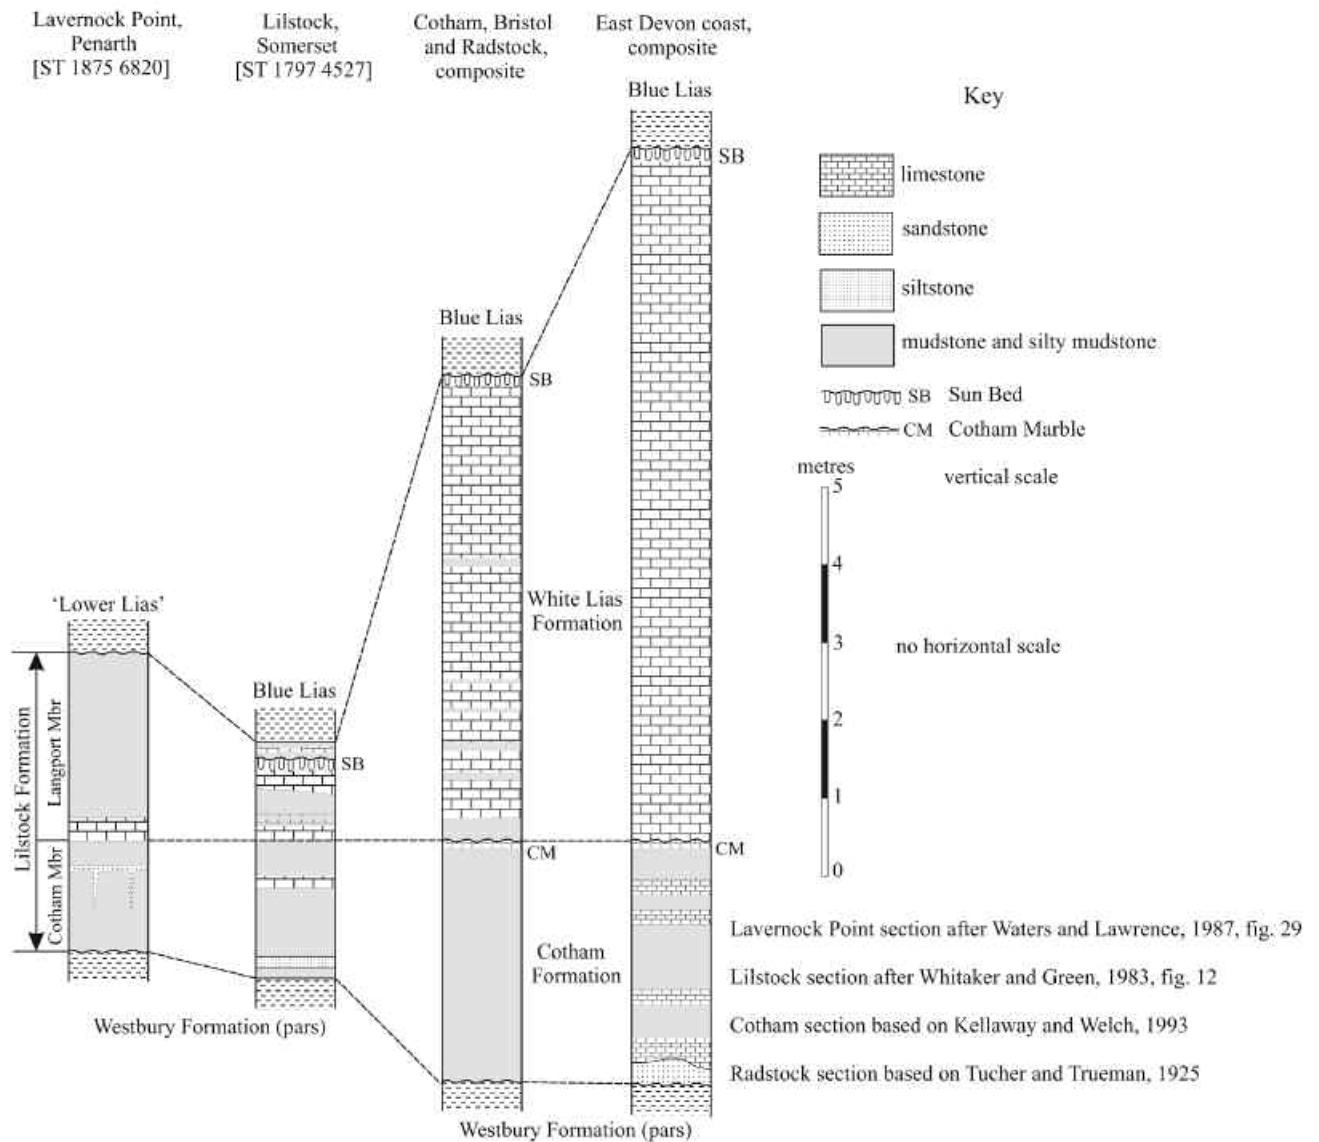 Lavernock Point,
Penarth
[ST 1875 6820]
Lilstock,
Somerset
[ST 1797 4527]
Cotham, Bristol
and Radstock,
composite
East Devon coast,
composite
Blue Lias
SB
Blue Lias
SB
'Lower Lias'
Blue Lias
SB
Lilstock Formation
Langport Mbr
Cotham Mbr
White Lias
Formation
CM
CM
Cotham
Formation
Westbury Formation (pars)
Westbury Formation (pars)
Key
limestone
sandstone
siltstone
mudstone and silty mudstone
SB Sun Bed
CM Cotham Marble
metres
vertical scale
5
4
3
2
1
0
no horizontal scale
Lavernock Point section after Waters and Lawrence, 1987, fig. 29
Lilstock section after Whitaker and Green, 1983, fig. 12
Cotham section based on Kellaway and Welch, 1993
Radstock section based on Tucher and Trueman, 1925